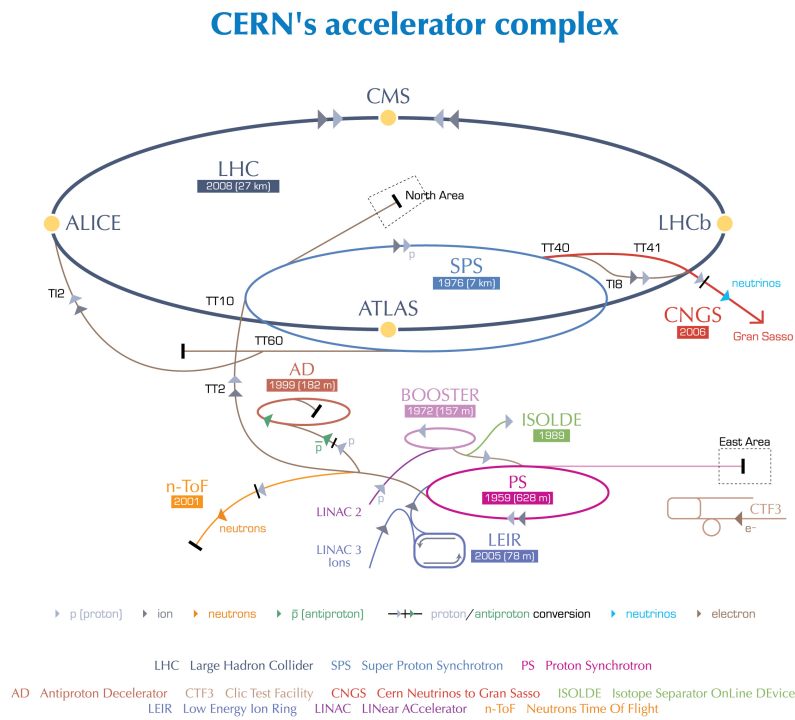 CERN's accelerator complex
CMS
LHC
2008 (27 km)
North Area
ALICE
LHCb
p
TT40
TT41
SPS
1976 (7 km)
TI8
neutrinos
TI2
TT10
ATLAS
CNGS
2006
Gran Sasso
TT60
AD
1999 (182 m)
TT2
BOOSTER
1972 (157 m)
ISOLDE
1989
p
p̅
East Area
n-ToF
2001
PS
1959 (628 m)
p
LINAC 2
neutrons
CTF3
e-
LEIR
2005 (78 m)
LINAC 3
Ions
p (proton) ion neutrons p̅ (antiproton) proton/antiproton conversion neutrinos electron
LHC Large Hadron Collider SPS Super Proton Synchrotron PS Proton Synchrotron
AD Antiproton Decelerator CTF3 Clic Test Facility CNGS Cern Neutrinos to Gran Sasso ISOLDE Isotope Separator OnLine DEvice
LEIR Low Energy Ion Ring LINAC LINear ACcelerator n-ToF Neutrons Time Of Flight